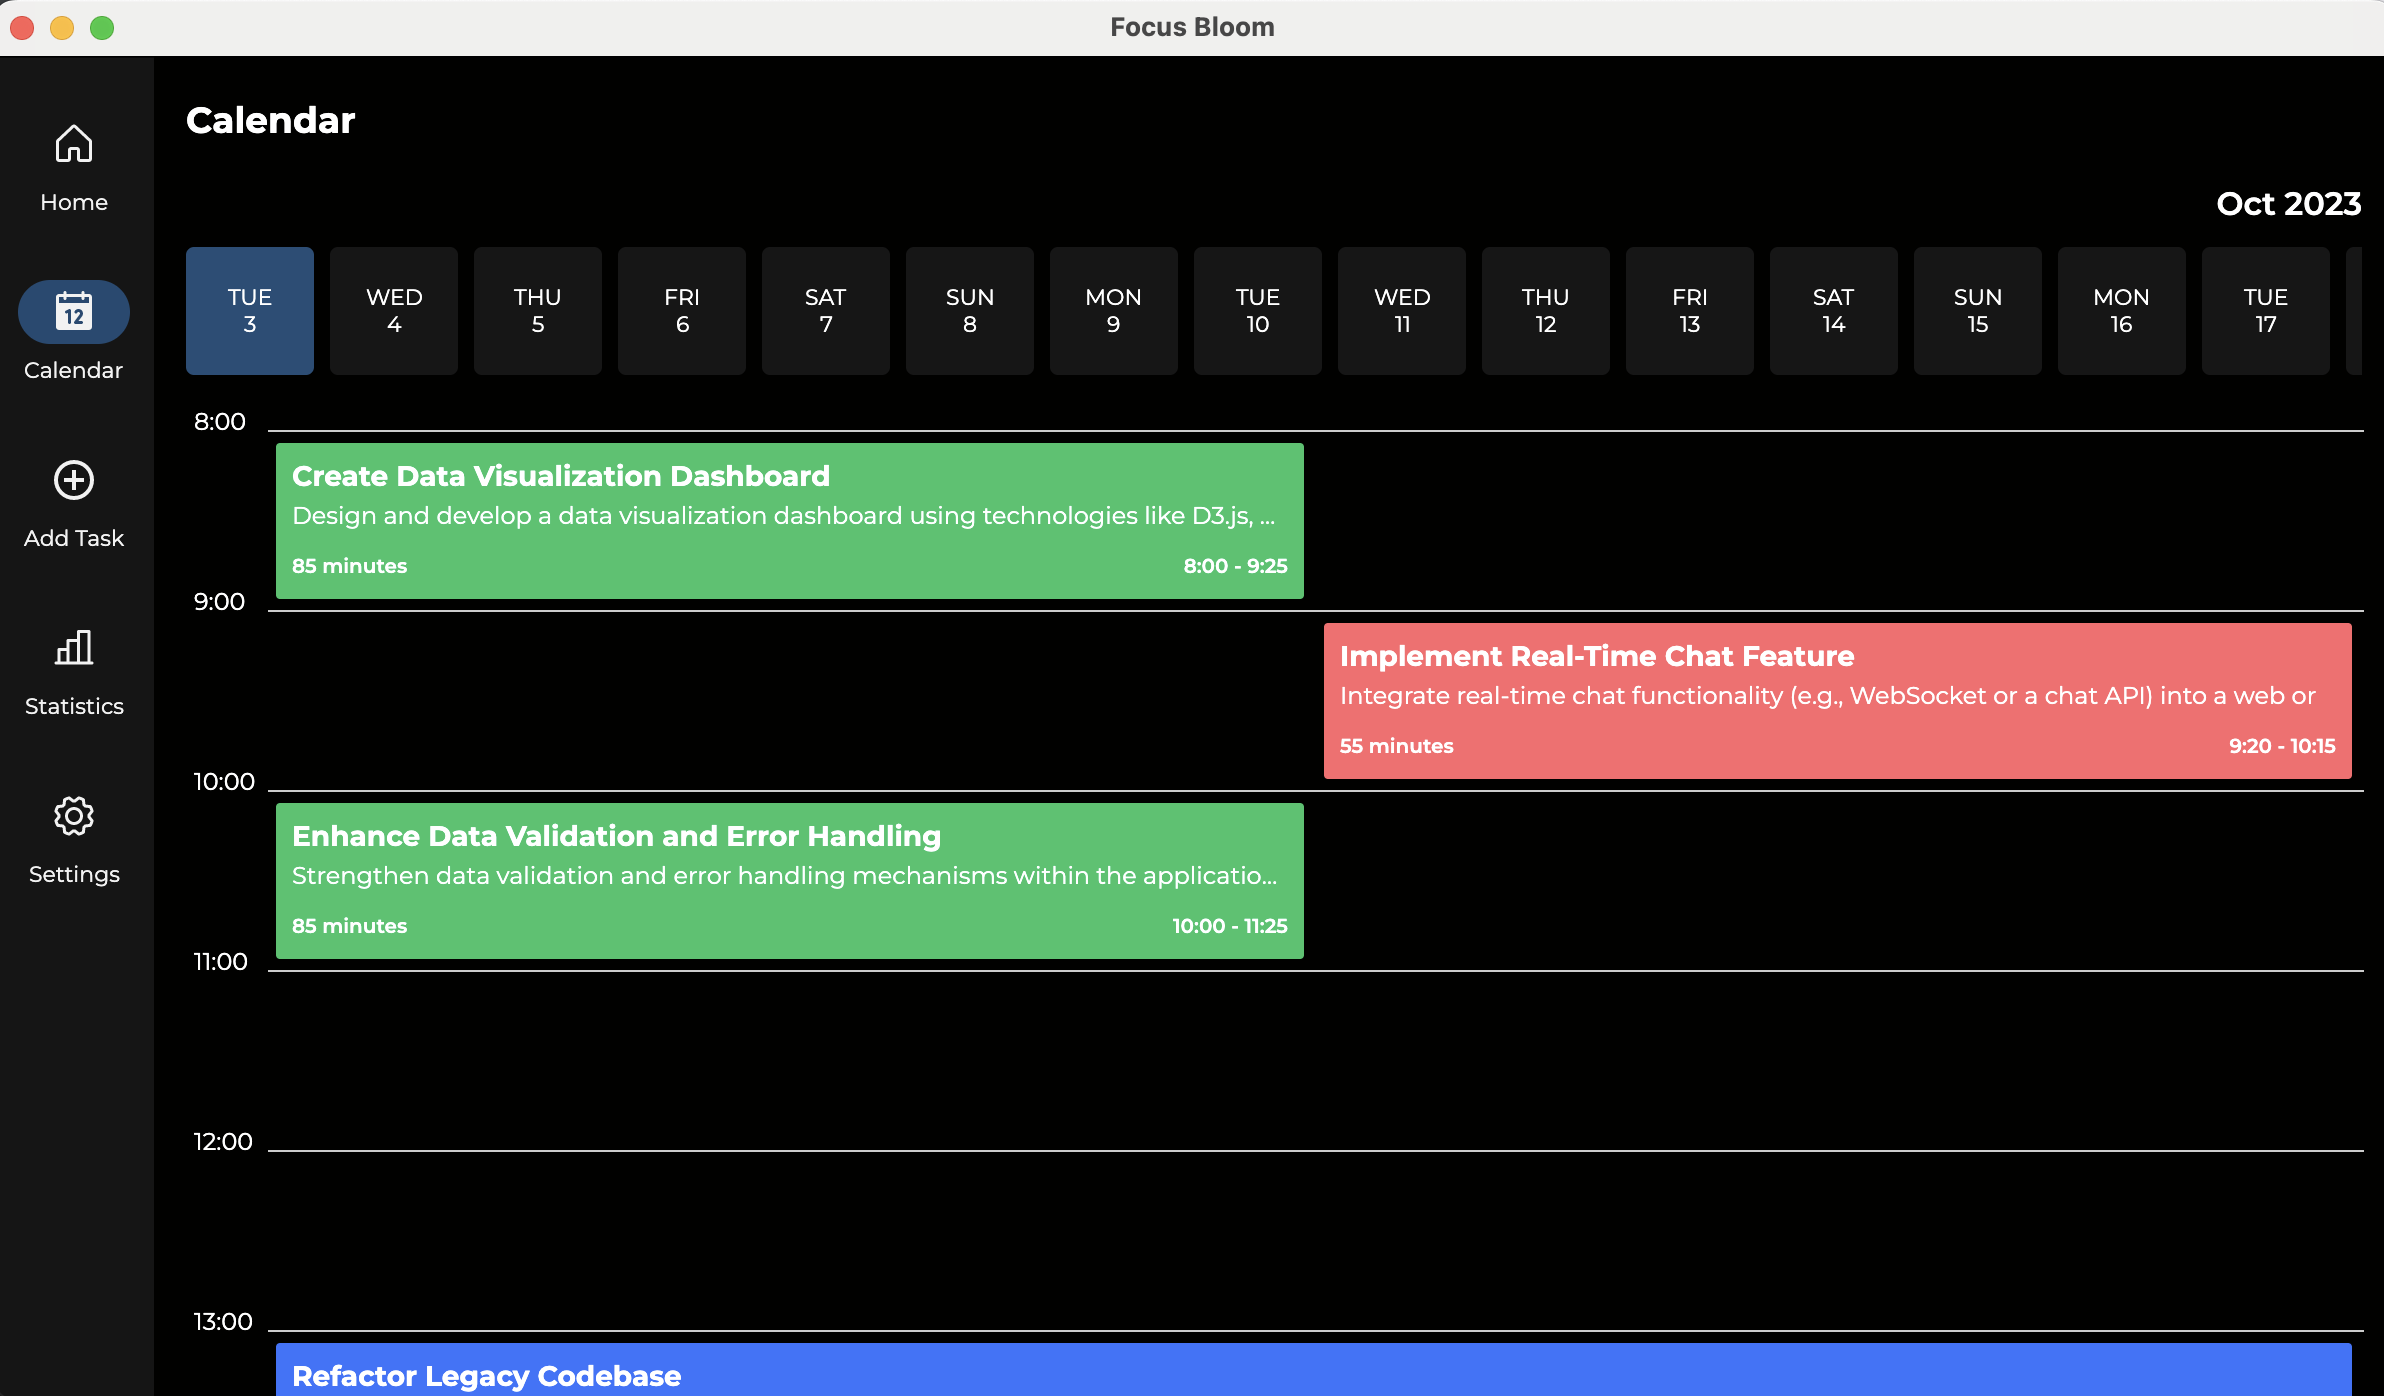 Focus Bloom
Home
12
Calendar
Add Task
Statistics
Settings
Calendar
Oct 2023
TUE
3
WED
4
THU
5
FRI
6
SAT
7
SUN
8
MON
9
TUE
10
WED
11
THU
12
FRI
13
SAT
14
SUN
15
MON
16
TUE
17
8:00
Create Data Visualization Dashboard
Design and develop a data visualization dashboard using technologies like D3.js, ...
85 minutes
8:00 - 9:25
9:00
Implement Real-Time Chat Feature
Integrate real-time chat functionality (e.g., WebSocket or a chat API) into a web or
55 minutes
9:20 - 10:15
10:00
Enhance Data Validation and Error Handling
Strengthen data validation and error handling mechanisms within the applicatio...
85 minutes
10:00 - 11:25
11:00
12:00
13:00
Refactor Legacy Codebase